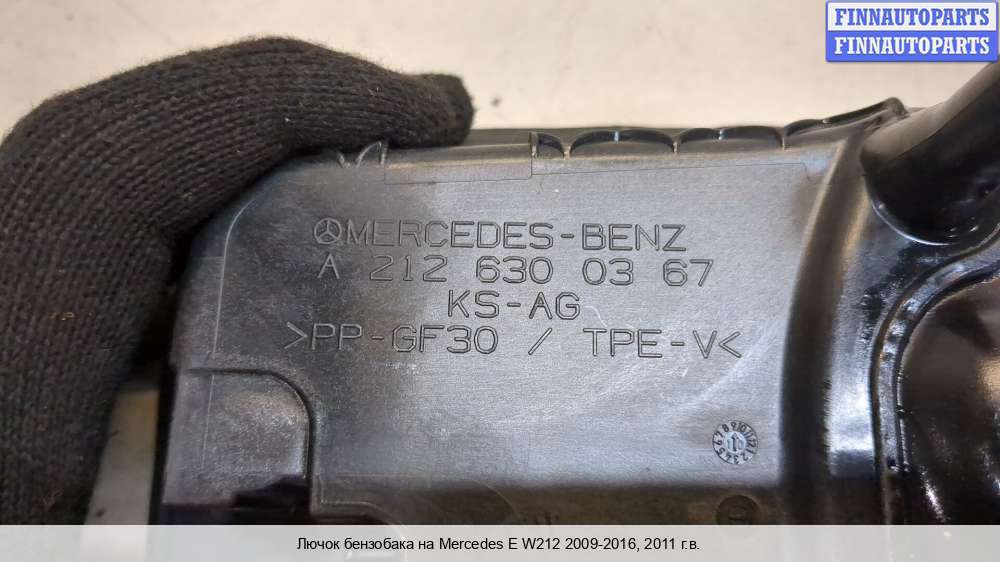 FINNAUTOPARTS
FINNAUTOPARTS
MERCEDES-BENZ
A 212 630 03 67
KS-AG
>PP-GF30 / TPE-V<
Лючок бензобака на Mercedes E W212 2009-2016, 2011 г.в.